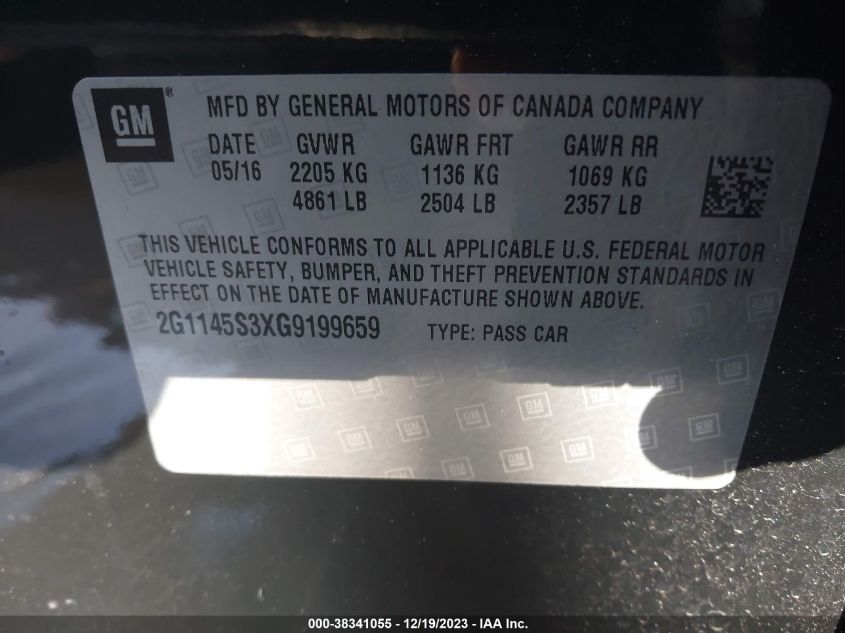 GM® MFD BY GENERAL MOTORS OF CANADA COMPANY
DATE GVWR GAWR FRT GAWR RR
05/16 2205 KG 1136 KG 1069 KG
4861 LB 2504 LB 2357 LB
THIS VEHICLE CONFORMS TO ALL APPLICABLE U.S. FEDERAL MOTOR
VEHICLE SAFETY, BUMPER, AND THEFT PREVENTION STANDARDS IN
EFFECT ON THE DATE OF MANUFACTURE SHOWN ABOVE.
2G1145S3XG9199659 TYPE: PASS CAR
000-38341055 - 12/19/2023 - IAA Inc.